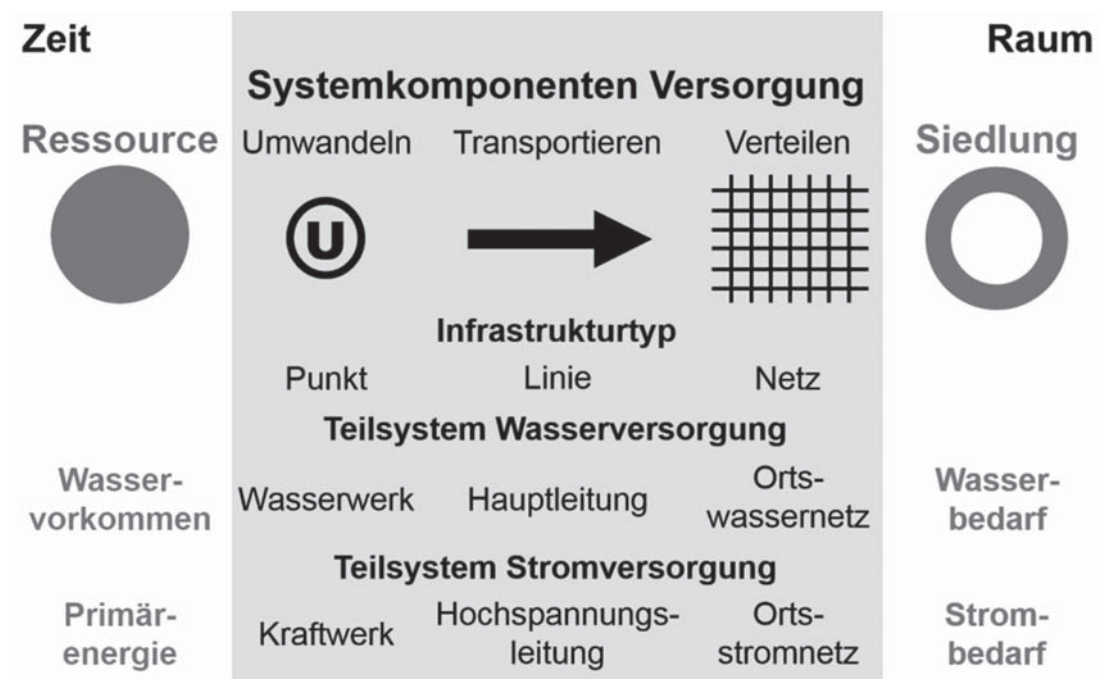 Zeit
Raum
Systemkomponenten Versorgung
Ressource
Umwandeln
Transportieren
Verteilen
Siedlung
U
Infrastrukturtyp
Punkt
Linie
Netz
Teilsystem Wasserversorgung
Wasser-
vorkommen
Wasserwerk
Hauptleitung
Orts-
wassernetz
Wasser-
bedarf
Teilsystem Stromversorgung
Primär-
energie
Kraftwerk
Hochspannungs-
leitung
Orts-
stromnetz
Strom-
bedarf